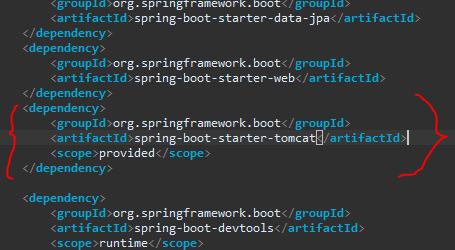 <groupId>org.springframework.boot</groupId>
<artifactId>spring-boot-starter-data-jpa</artifactId>
</dependency>
<dependency>
<groupId>org.springframework.boot</groupId>
<artifactId>spring-boot-starter-web</artifactId>
</dependency>
<dependency>
<groupId>org.springframework.boot</groupId>
<artifactId>spring-boot-starter-tomcat</artifactId>
<scope>provided</scope>
</dependency>
<dependency>
<groupId>org.springframework.boot</groupId>
<artifactId>spring-boot-devtools</artifactId>
<scope>runtime</scope>